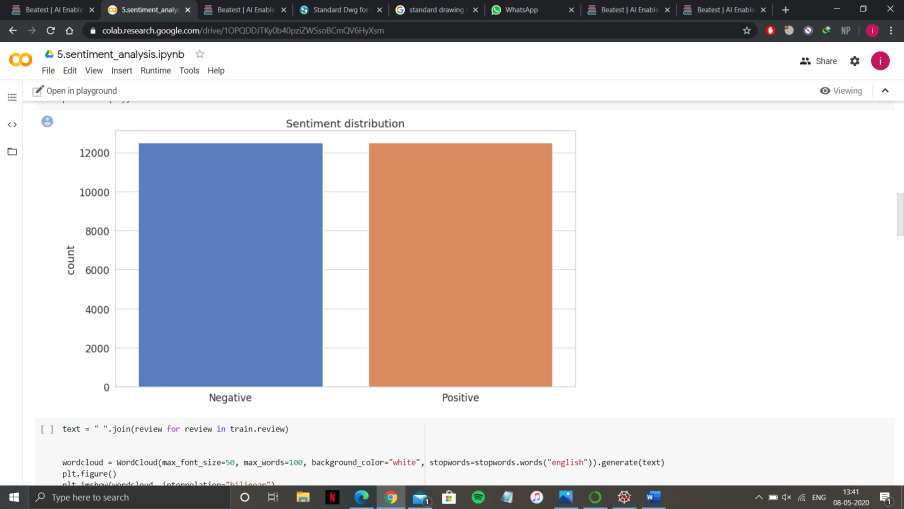 Beatest | AI Enable
5.sentiment_analys
Beatest | AI Enable
Standard Dwg for
standard drawing
WhatsApp
Beatest | AI Enable
Beatest | AI Enable
colab.research.google.com/drive/1OPQDDJTKy0b40pziZWSsoBCmQV6HyXsm
NP
i
5.sentiment_analysis.ipynb
File Edit View Insert Runtime Tools Help
Share
i
Open in playground
Viewing
Sentiment distribution
12000
10000
8000
6000
4000
2000
0
count
Negative
Positive
[ ] text = " ".join(review for review in train.review)
wordcloud = WordCloud(max_font_size=50, max_words=100, background_color="white", stopwords=stopwords.words("english")).generate(text)
plt.figure()
plt.imshow(wordcloud, interpolation="bilinear")
Type here to search
ENG
13:41
08-05-2020